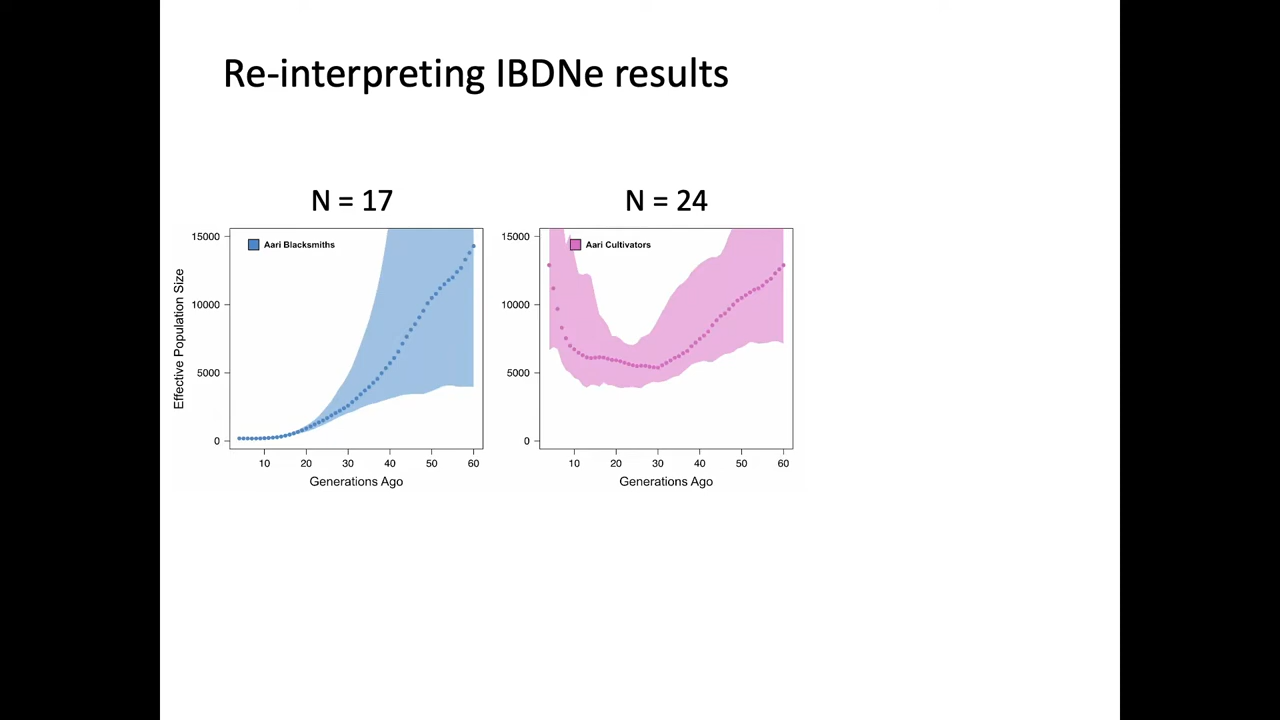 Re-interpreting IBDNe results
N = 17
N = 24
Aari Blacksmiths
Effective Population Size
15000
10000
5000
0
10 20 30 40 50 60
Generations Ago
Aari Cultivators
15000
10000
5000
0
10 20 30 40 50 60
Generations Ago